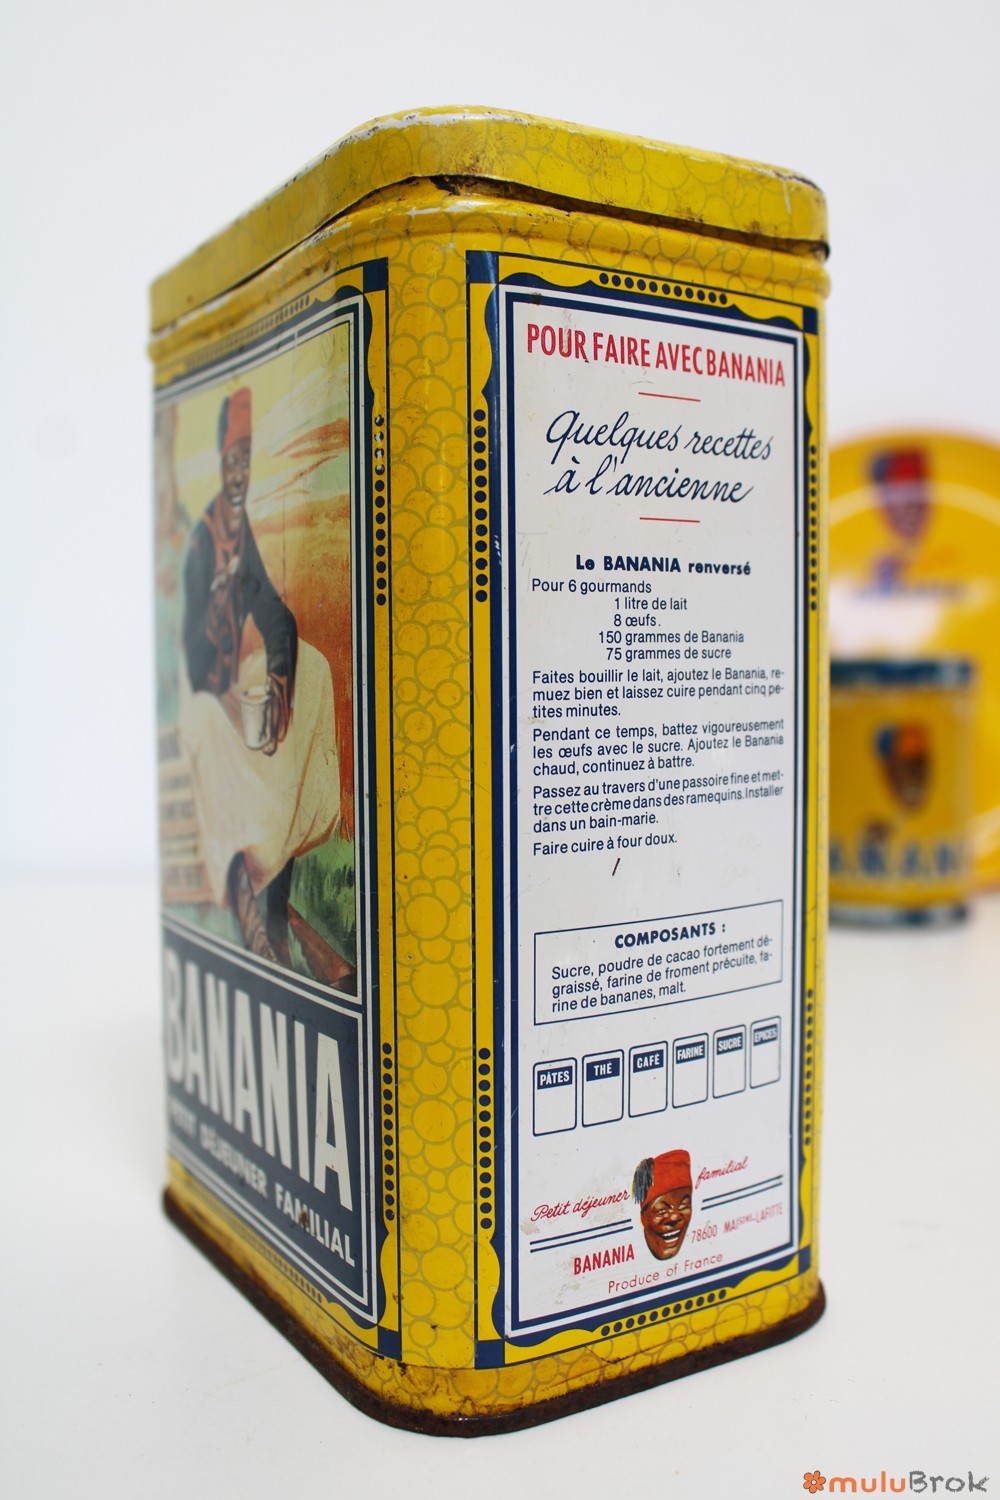 POUR FAIRE AVEC BANANIA
Quelques recettes
à l'ancienne
Le BANANIA renversé
Pour 6 gourmands
1 litre de lait
8 œufs.
150 grammes de Banania
75 grammes de sucre
Faites bouillir le lait, ajoutez le Banania, re-
muez bien et laissez cuire pendant cinq pe-
tites minutes.
Pendant ce temps, battez vigoureusement
les œufs avec le sucre. Ajoutez le Banania
chaud, continuez à battre.
Passez au travers d'une passoire fine et met-
tre cette crème dans des ramequins. Installer
dans un bain-marie.
Faire cuire à four doux.
COMPOSANTS :
Sucre, poudre de cacao fortement dé-
graissé, farine de froment précuite, fa-
rine de bananes, malt.
PÂTES THÉ CAFÉ FARINE SUCRE EPICES
Petit déjeuner familial
BANANIA 78600 MAISONS-LAFITTE
Produce of France
BANANIA
PETIT DÉJEUNER FAMILIAL
muluBrok